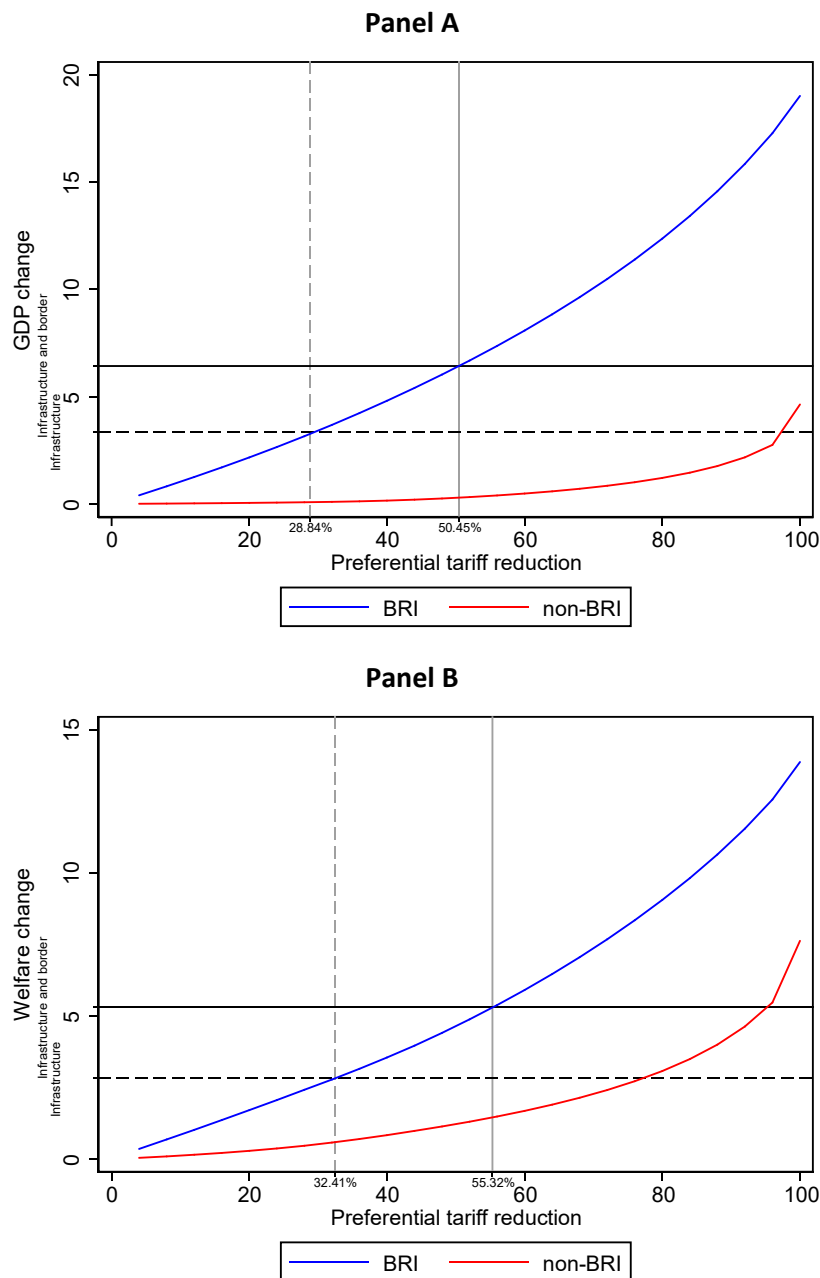 Panel A
20
15
10
5
0
GDP change
Infrastructure and border
Infrastructure
0
20
28.84%
40
50.45%
60
80
100
Preferential tariff reduction
BRI
non-BRI
Panel B
15
10
5
0
Welfare change
Infrastructure and border
Infrastructure
0
20
32.41%
40
55.32%
60
80
100
Preferential tariff reduction
BRI
non-BRI